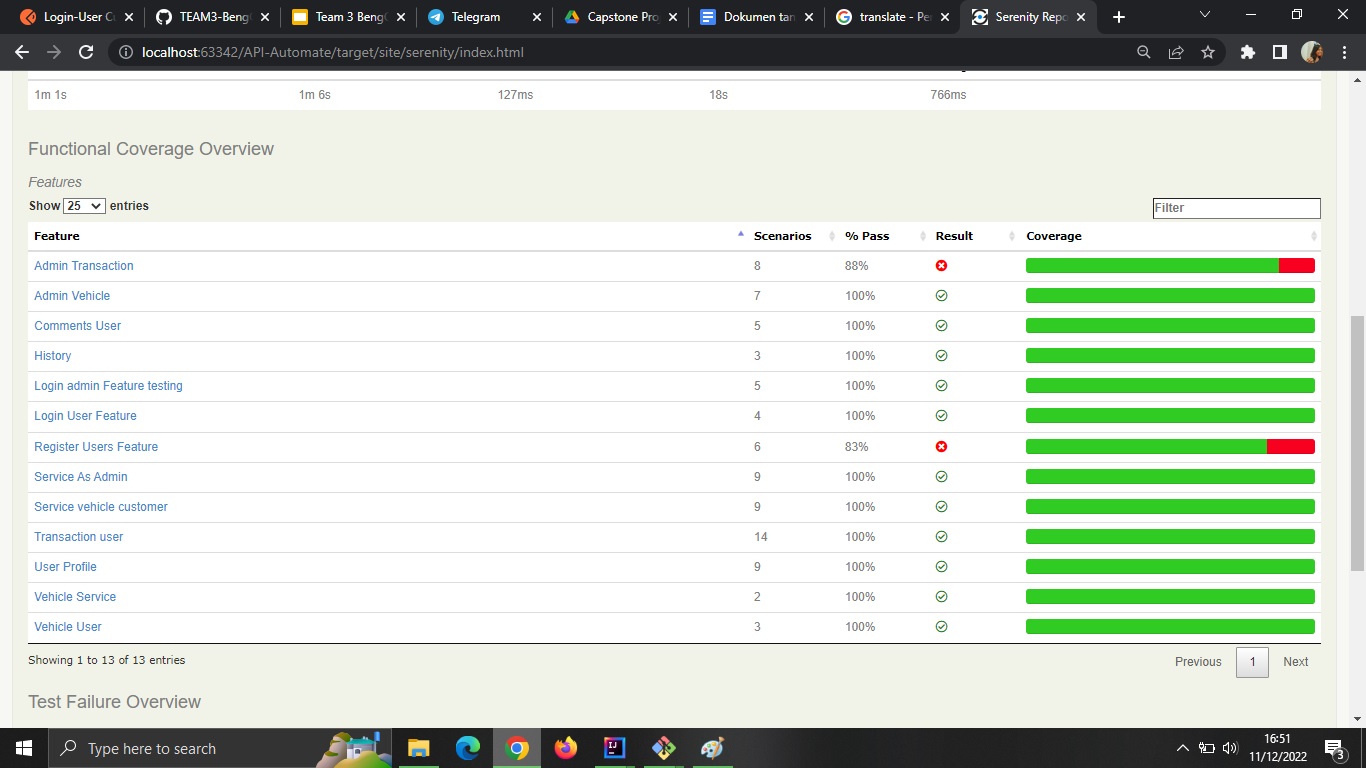 Login-User Cu
TEAM3-Beng
Team 3 Beng
Telegram
Capstone Pro
Dokumen tan
translate - Pe
Serenity Repo
localhost:63342/API-Automate/target/site/serenity/index.html
1m 1s 1m 6s 127ms 18s 766ms
Functional Coverage Overview
Features
Show 25 entries
Filter
Feature Scenarios % Pass Result Coverage
Admin Transaction 8 88%
Admin Vehicle 7 100%
Comments User 5 100%
History 3 100%
Login admin Feature testing 5 100%
Login User Feature 4 100%
Register Users Feature 6 83%
Service As Admin 9 100%
Service vehicle customer 9 100%
Transaction user 14 100%
User Profile 9 100%
Vehicle Service 2 100%
Vehicle User 3 100%
Showing 1 to 13 of 13 entries
Previous 1 Next
Test Failure Overview
Type here to search
16:51
11/12/2022
3